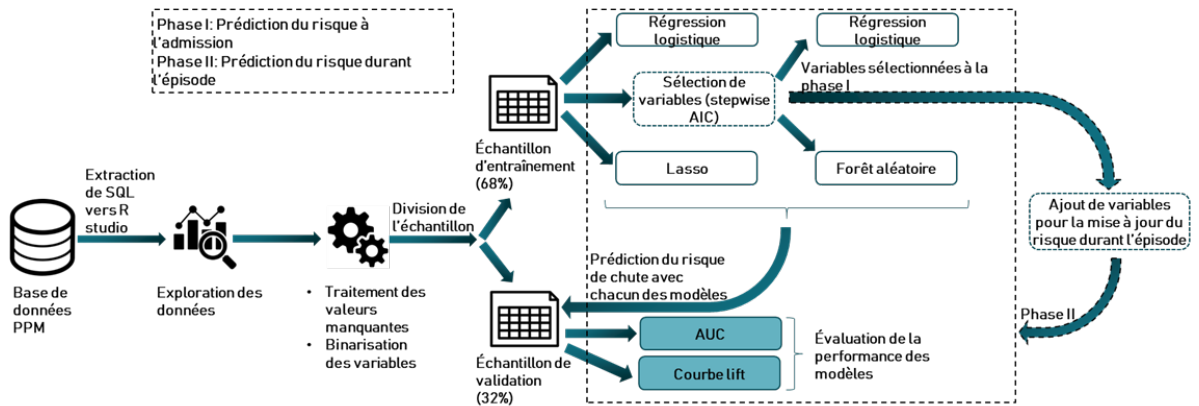 Phase I: Prédiction du risque à
l'admission
Phase II: Prédiction du risque durant
l'épisode
Extraction
de SQL
vers R
studio
Base de
données
PPM
Exploration des
données
• Traitement des
valeurs
manquantes
• Binarisation
des variables
Division de
l'échantillon
Échantillon
d'entraînement
(68%)
Échantillon de
validation
(32%)
Régression
logistique
Sélection de
variables (stepwise
AIC)
Lasso
Régression
logistique
Variables sélectionnées à la
phase I
Forêt aléatoire
Ajout de variables
pour la mise à jour du
risque durant l'épisode
Phase II
Prédiction du risque
de chute avec
chacun des modèles
AUC
Courbe lift
Évaluation de la
performance des
modèles